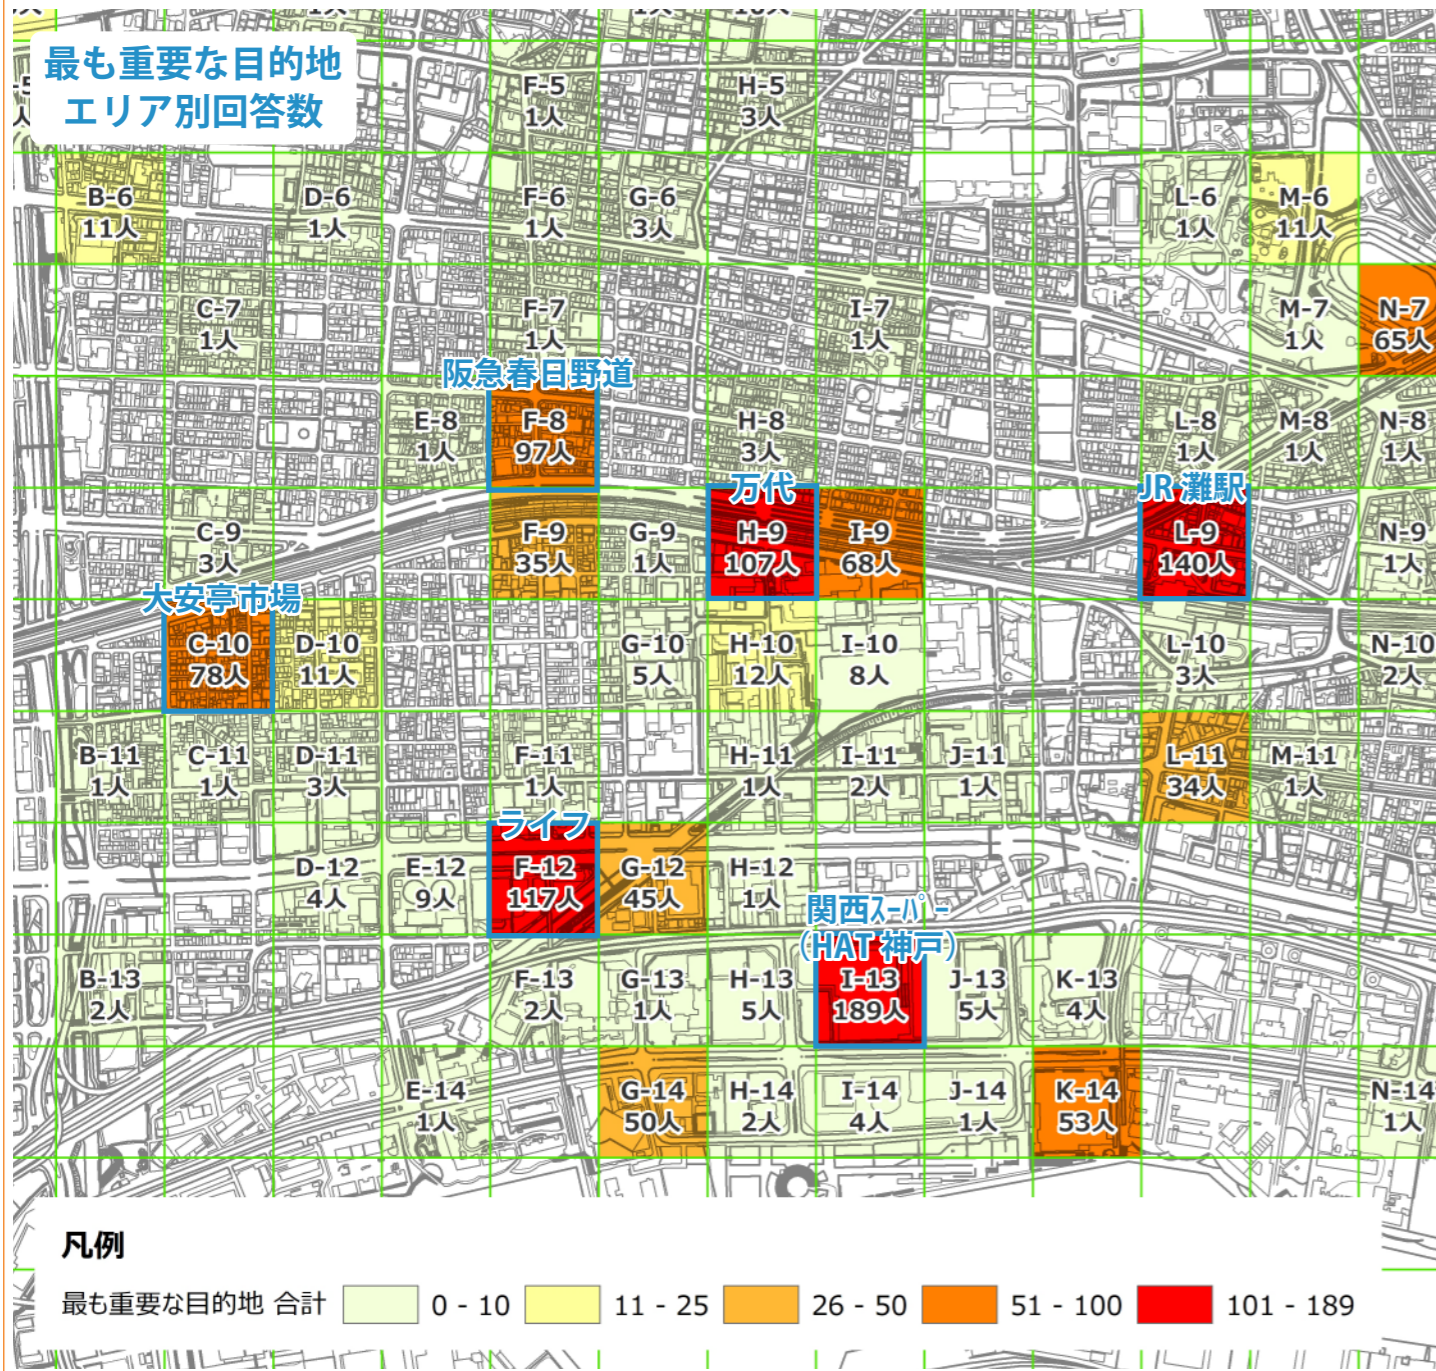 1人
10人
最も重要な目的地
エリア別回答数
F-5
1人
H-5
3人
B-6
11人
D-6
1人
F-6
1人
G-6
3人
L-6
1人
M-6
11人
C-7
1人
F-7
1人
I-7
1人
M-7
1人
N-7
65人
阪急春日野道
E-8
1人
F-8
97人
H-8
3人
L-8
1人
M-8
1人
N-8
1人
万代
JR 灘駅
C-9
3人
F-9
35人
G-9
1人
H-9
107人
I-9
68人
L-9
140人
N-9
1人
大安亭市場
C-10
78人
D-10
11人
G-10
5人
H-10
12人
I-10
8人
L-10
3人
N-10
2人
B-11
1人
C-11
1人
D-11
3人
F-11
1人
H-11
1人
I-11
2人
J-11
1人
L-11
34人
M-11
1人
ライフ
D-12
4人
E-12
9人
F-12
117人
G-12
45人
H-12
1人
関西スーパー
（HAT 神戸）
B-13
2人
F-13
2人
G-13
1人
H-13
5人
I-13
189人
J-13
5人
K-13
4人
E-14
1人
G-14
50人
H-14
2人
I-14
4人
J-14
1人
K-14
53人
N-14
1人
凡例
最も重要な目的地 合計 0 - 10 11 - 25 26 - 50 51 - 100 101 - 189